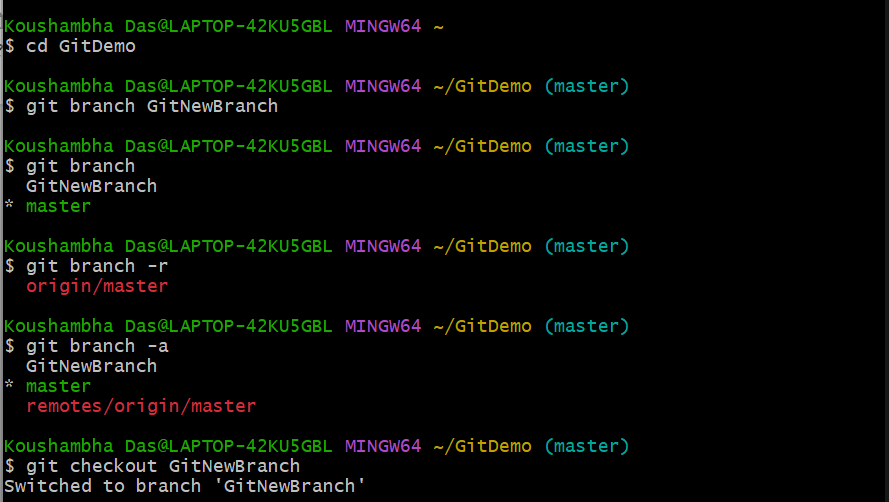 Koushambha Das@LAPTOP-42KU5GBL MINGW64 ~
$ cd GitDemo
Koushambha Das@LAPTOP-42KU5GBL MINGW64 ~/GitDemo (master)
$ git branch GitNewBranch
Koushambha Das@LAPTOP-42KU5GBL MINGW64 ~/GitDemo (master)
$ git branch
  GitNewBranch
* master
Koushambha Das@LAPTOP-42KU5GBL MINGW64 ~/GitDemo (master)
$ git branch -r
  origin/master
Koushambha Das@LAPTOP-42KU5GBL MINGW64 ~/GitDemo (master)
$ git branch -a
  GitNewBranch
* master
  remotes/origin/master
Koushambha Das@LAPTOP-42KU5GBL MINGW64 ~/GitDemo (master)
$ git checkout GitNewBranch
Switched to branch 'GitNewBranch'